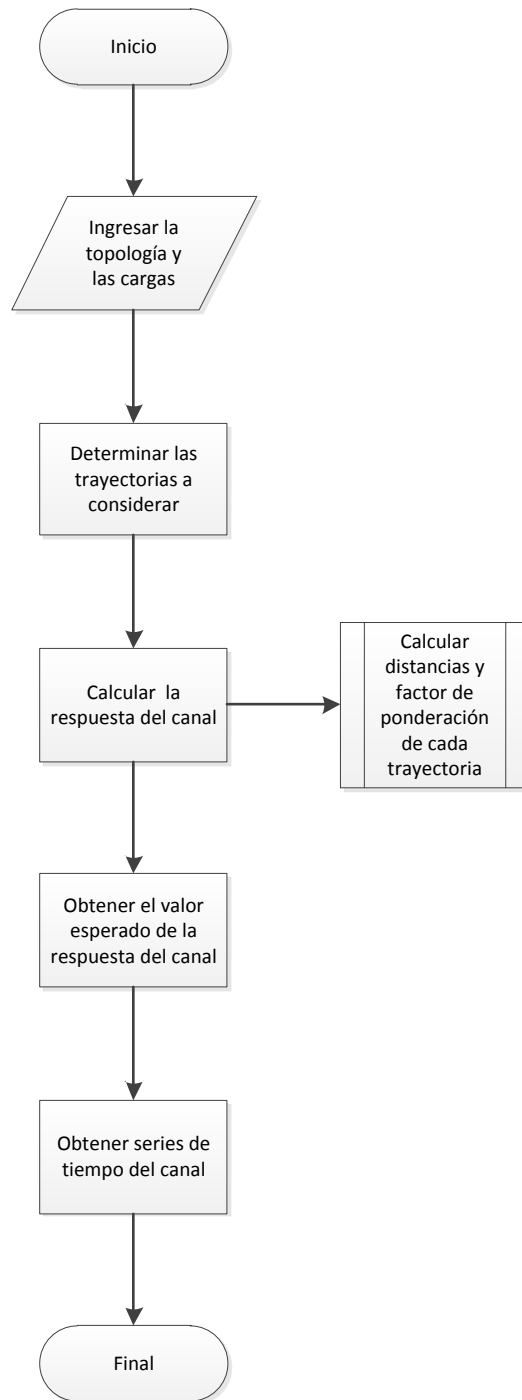 Inicio
Ingresar la
topología y
las cargas
Determinar las
trayectorias a
considerar
Calcular la
respuesta del canal
Calcular
distancias y
factor de
ponderación
de cada
trayectoria
Obtener el valor
esperado de la
respuesta del canal
Obtener series de
tiempo del canal
Final